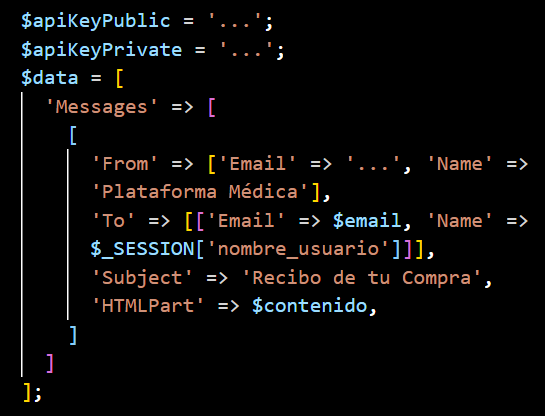 $apiKeyPublic = '...';
$apiKeyPrivate = '...';
$data = [
'Messages' => [
[
'From' => ['Email' => '...', 'Name' =>
'Plataforma Médica'],
'To' => [['Email' => $email, 'Name' =>
$_SESSION['nombre_usuario']]],
'Subject' => 'Recibo de tu Compra',
'HTMLPart' => $contenido,
]
]
];